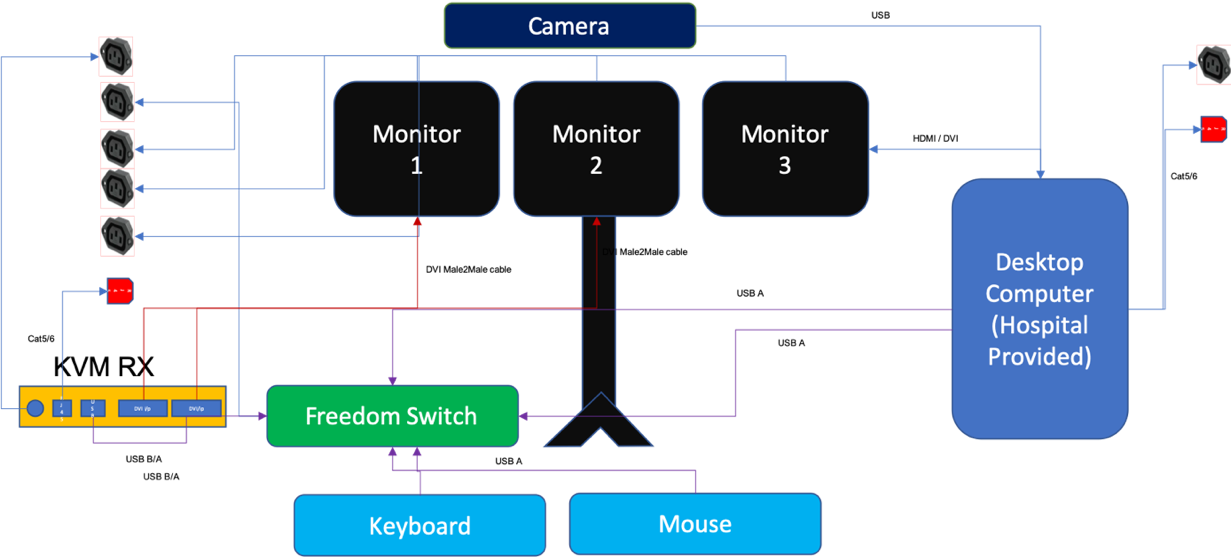 Camera
USB
Monitor
1
Monitor
2
Monitor
3
HDMI / DVI
Cat5/6
DVI Male2Male cable
DVI Male2Male cable
Desktop
Computer
(Hospital
Provided)
USB A
USB A
Cat5/6
KVM RX
DVI i/p
DVI/ip
Freedom Switch
USB B/A
USB B/A
USB A
Keyboard
Mouse